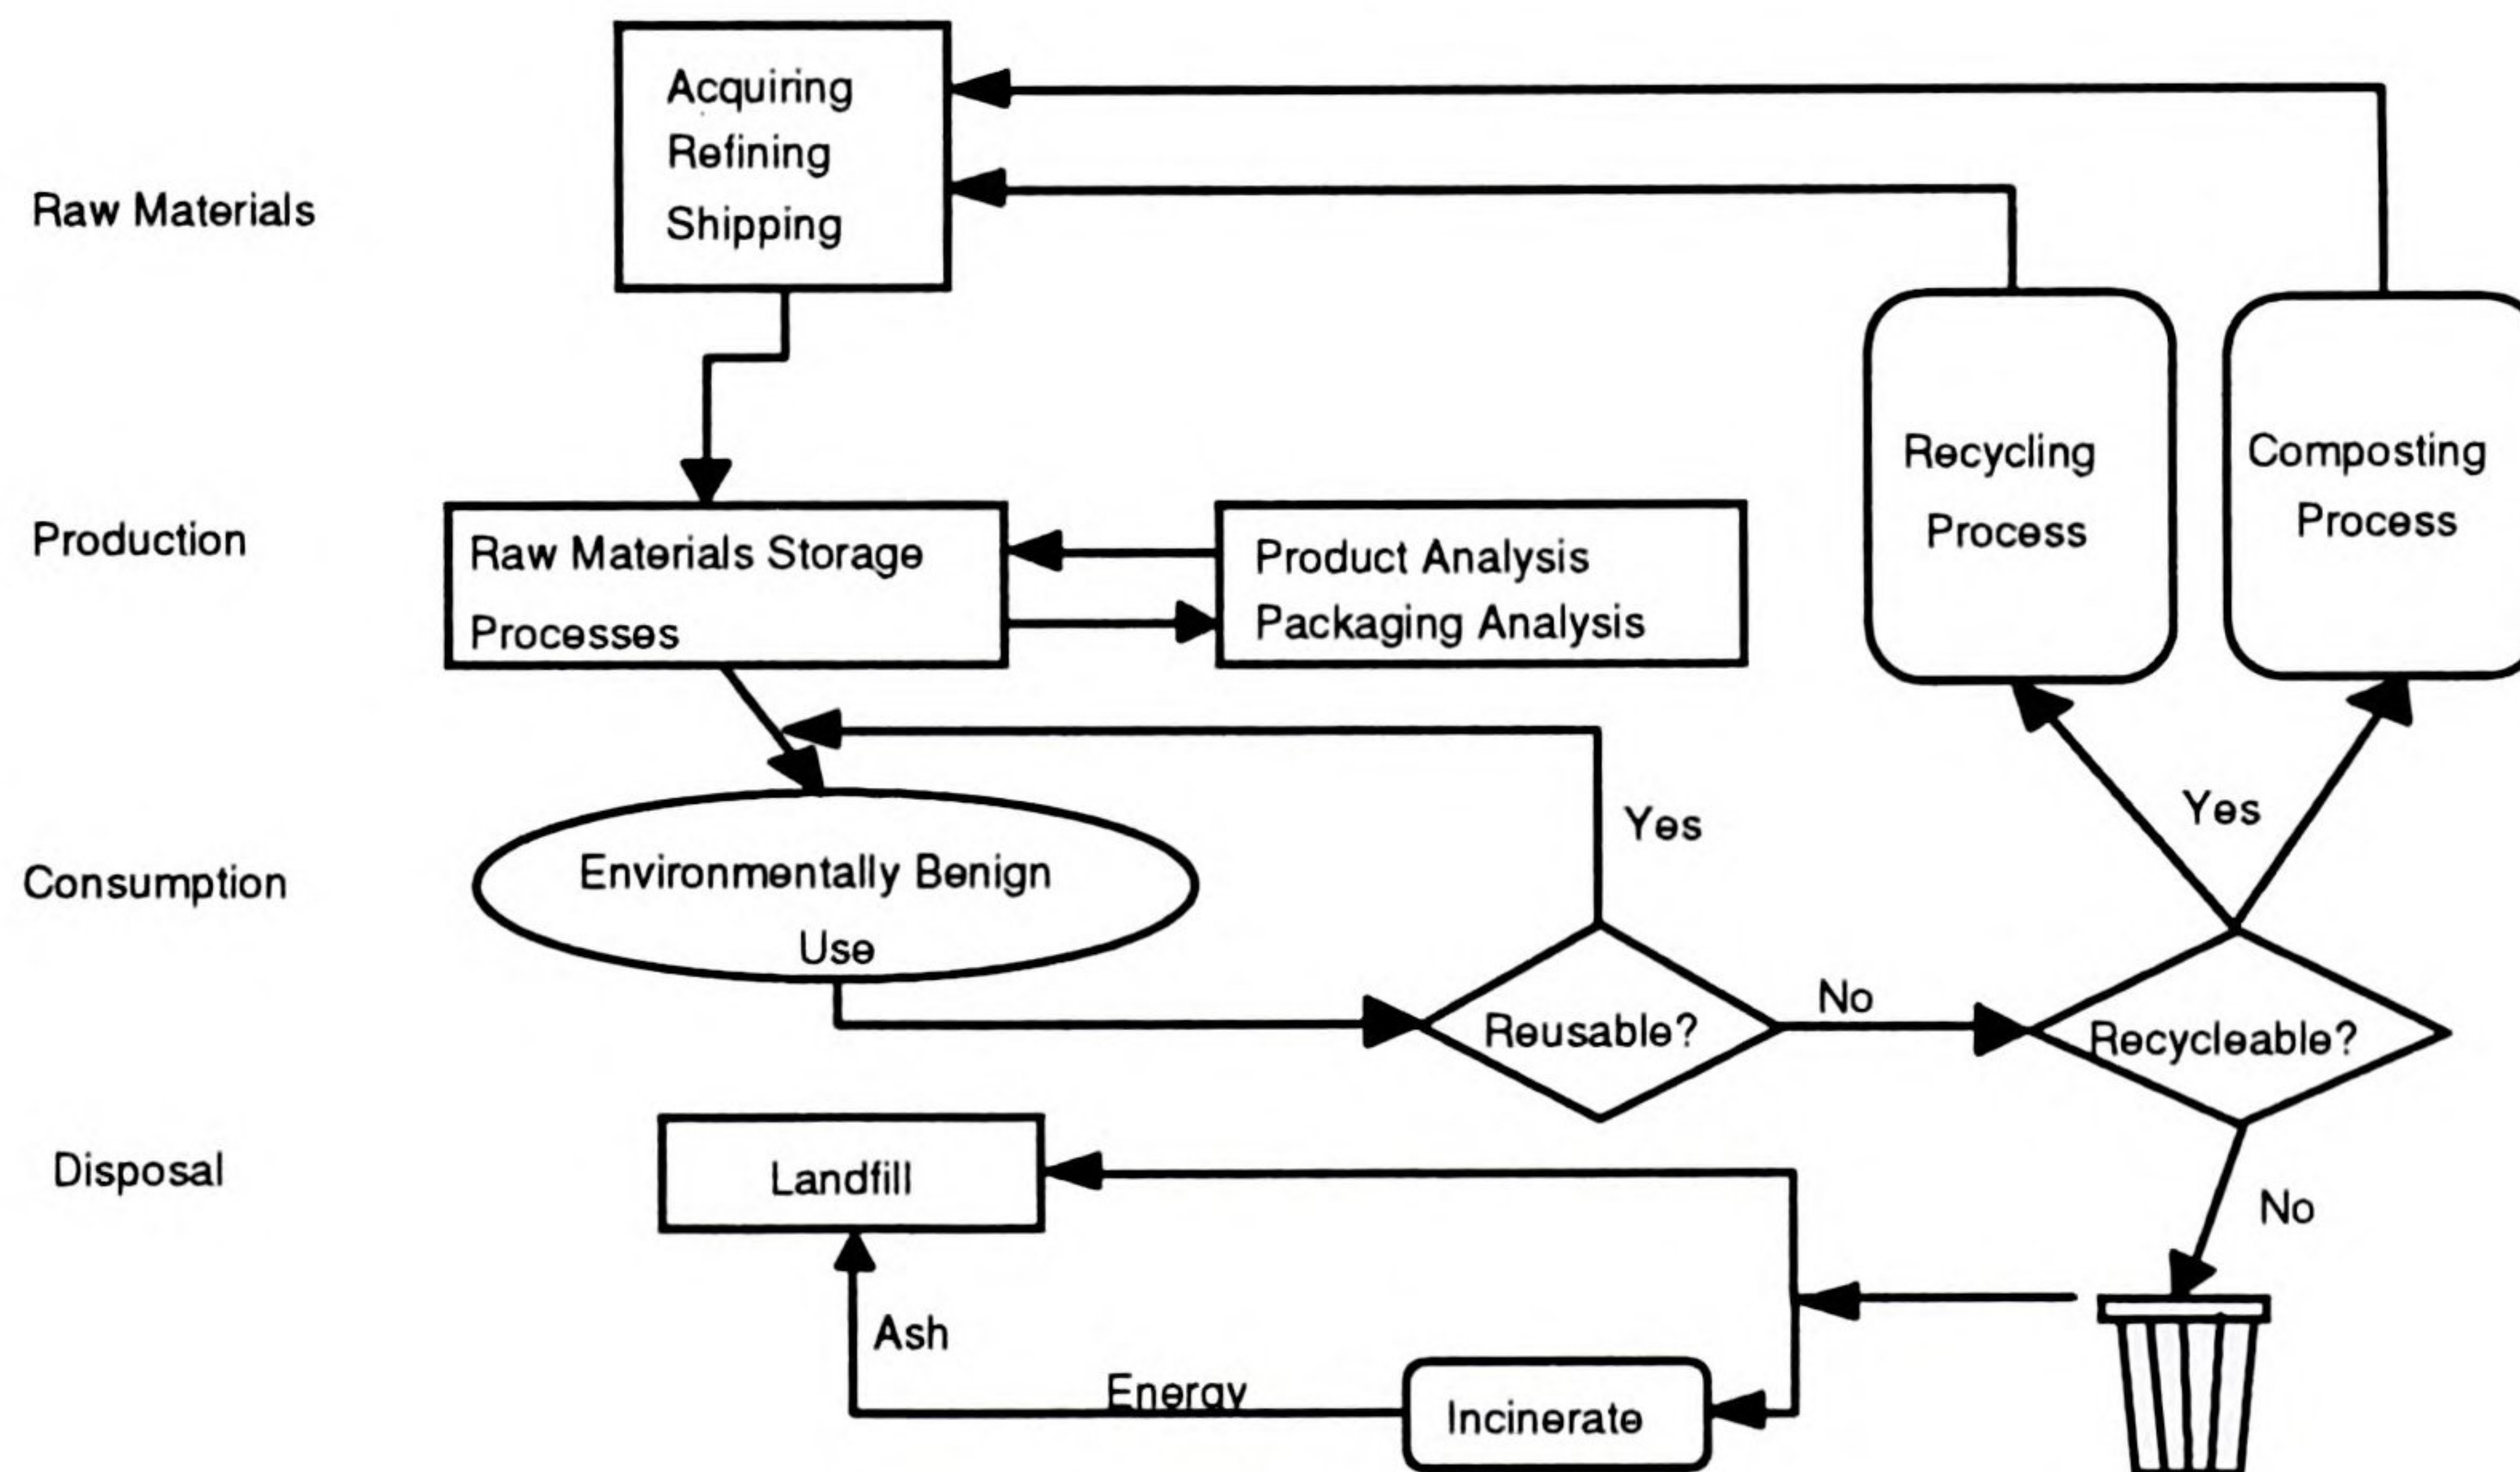 Acquiring
Refining
Shipping
Raw Materials
Recycling
Process
Composting
Process
Production
Raw Materials Storage
Processes
Product Analysis
Packaging Analysis
Yes
Yes
Consumption
Environmentally Benign
Use
No
Reusable?
Recycleable?
Disposal
Landfill
No
Ash
Energy
Incinerate